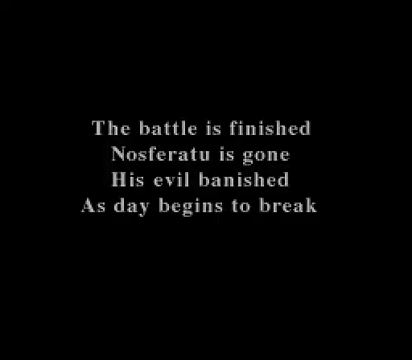 The battle is finished
Nosferatu is gone
His evil banished
As day begins to break